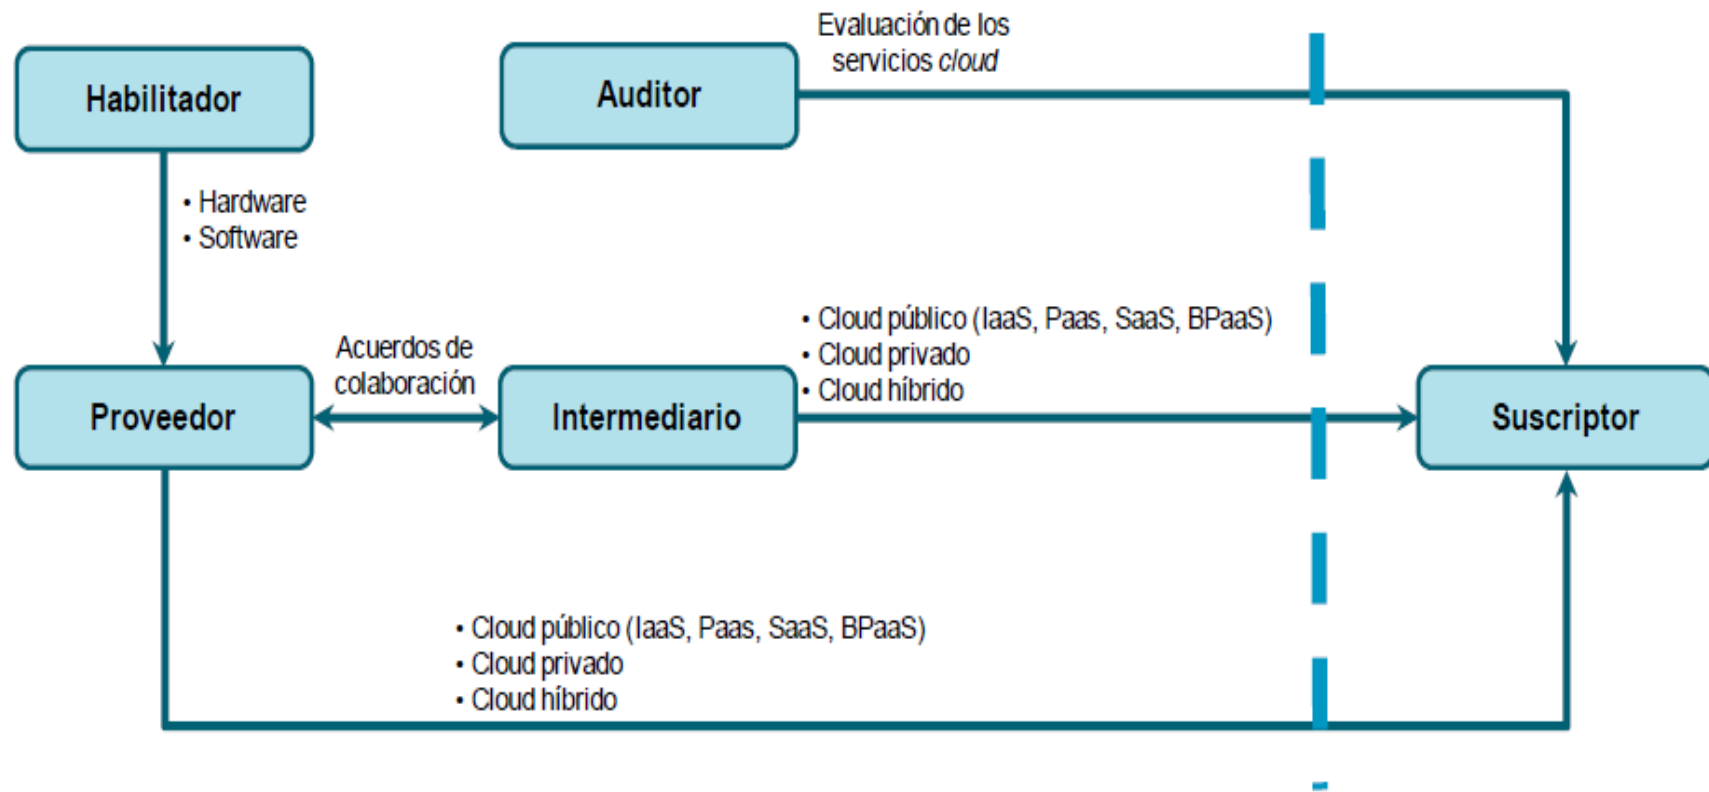 Evaluación de los
servicios cloud
Habilitador
Auditor
• Hardware
• Software
• Cloud público (IaaS, Paas, SaaS, BPaaS)
• Cloud privado
• Cloud híbrido
Acuerdos de
colaboración
Proveedor
Intermediario
Suscriptor
• Cloud público (IaaS, Paas, SaaS, BPaaS)
• Cloud privado
• Cloud híbrido